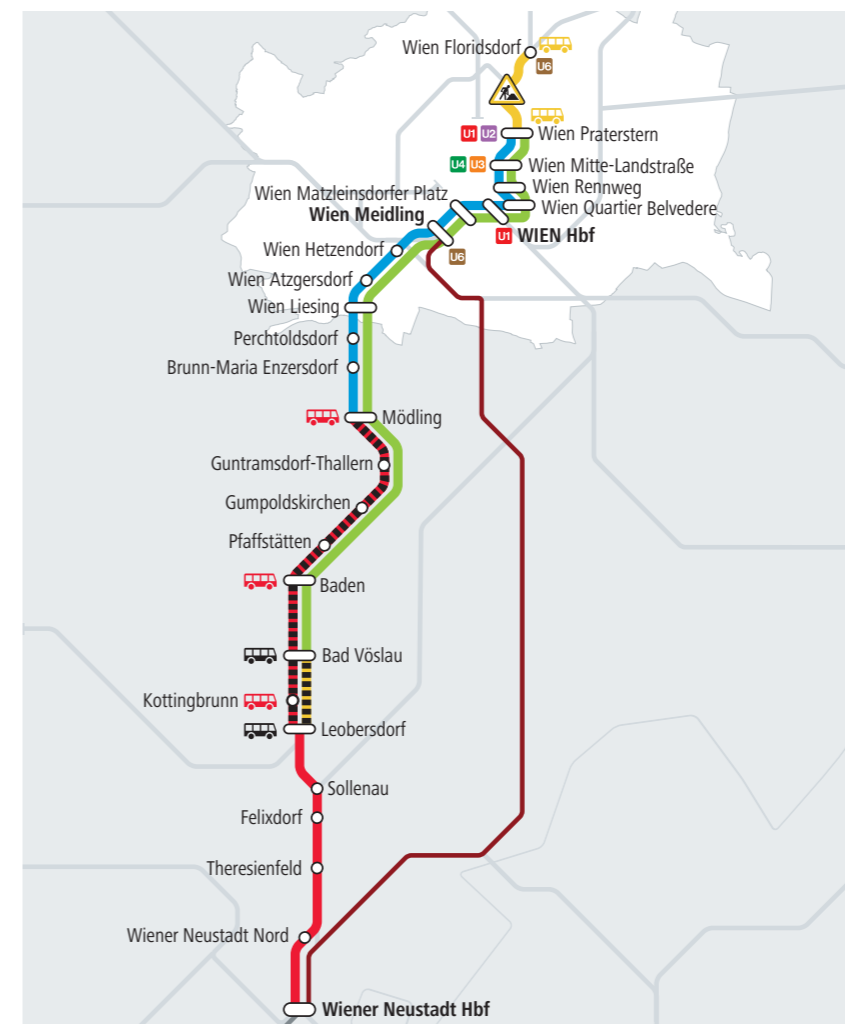 Wien Floridsdorf
U6
U1 U2 Wien Praterstern
U4 U3 Wien Mitte-Landstraße
Wien Rennweg
Wien Matzleinsdorfer Platz
Wien Quartier Belvedere
Wien Meidling
U1 WIEN Hbf
Wien Hetzendorf
U6
Wien Atzgersdorf
Wien Liesing
Perchtoldsdorf
Brunn-Maria Enzersdorf
Mödling
Guntramsdorf-Thallern
Gumpoldskirchen
Pfaffstätten
Baden
Bad Vöslau
Kottingbrunn
Leobersdorf
Sollenau
Felixdorf
Theresienfeld
Wiener Neustadt Nord
Wiener Neustadt Hbf